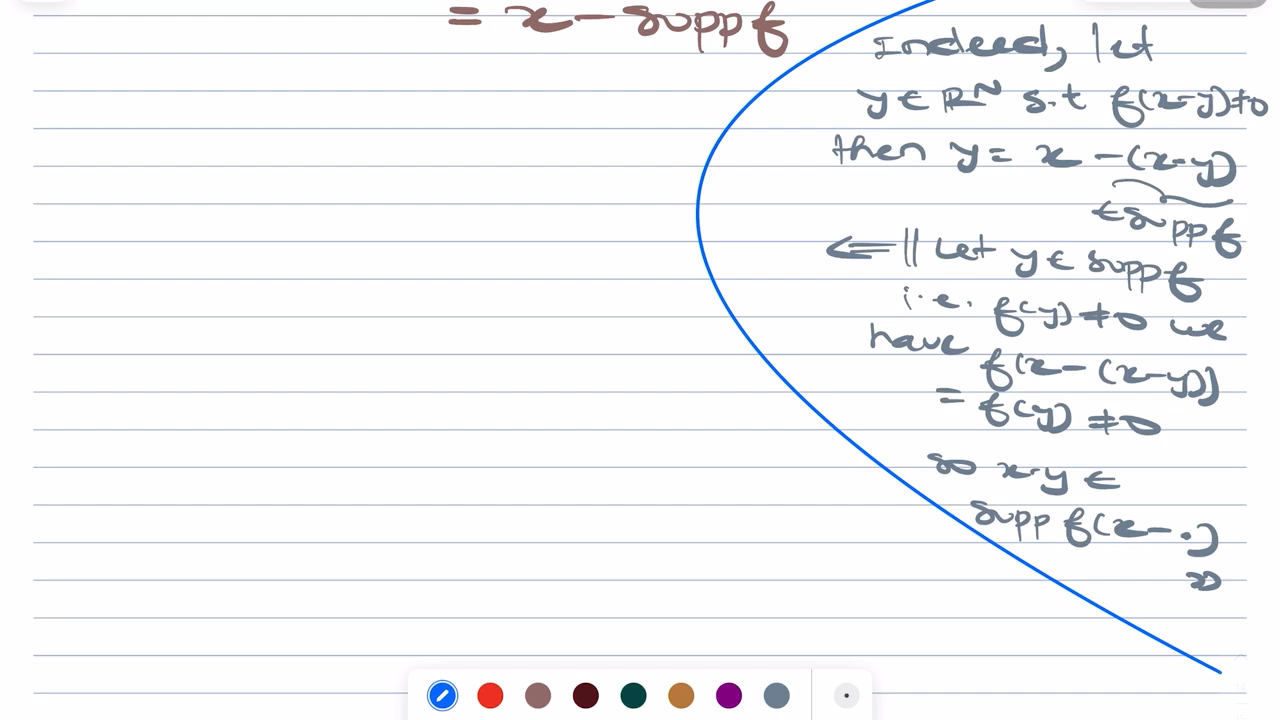 = x - supp f
Indeed, let
y ∈ ℝᴺ s.t f(x-y)≠0
then y = x -(x-y)
∈ supp f
⇐ || Let y ∈ supp f
i.e. f(y) ≠ 0 we
have f(x - (x-y))
= f(y) ≠ 0
so x-y ∈
supp f(x - .)